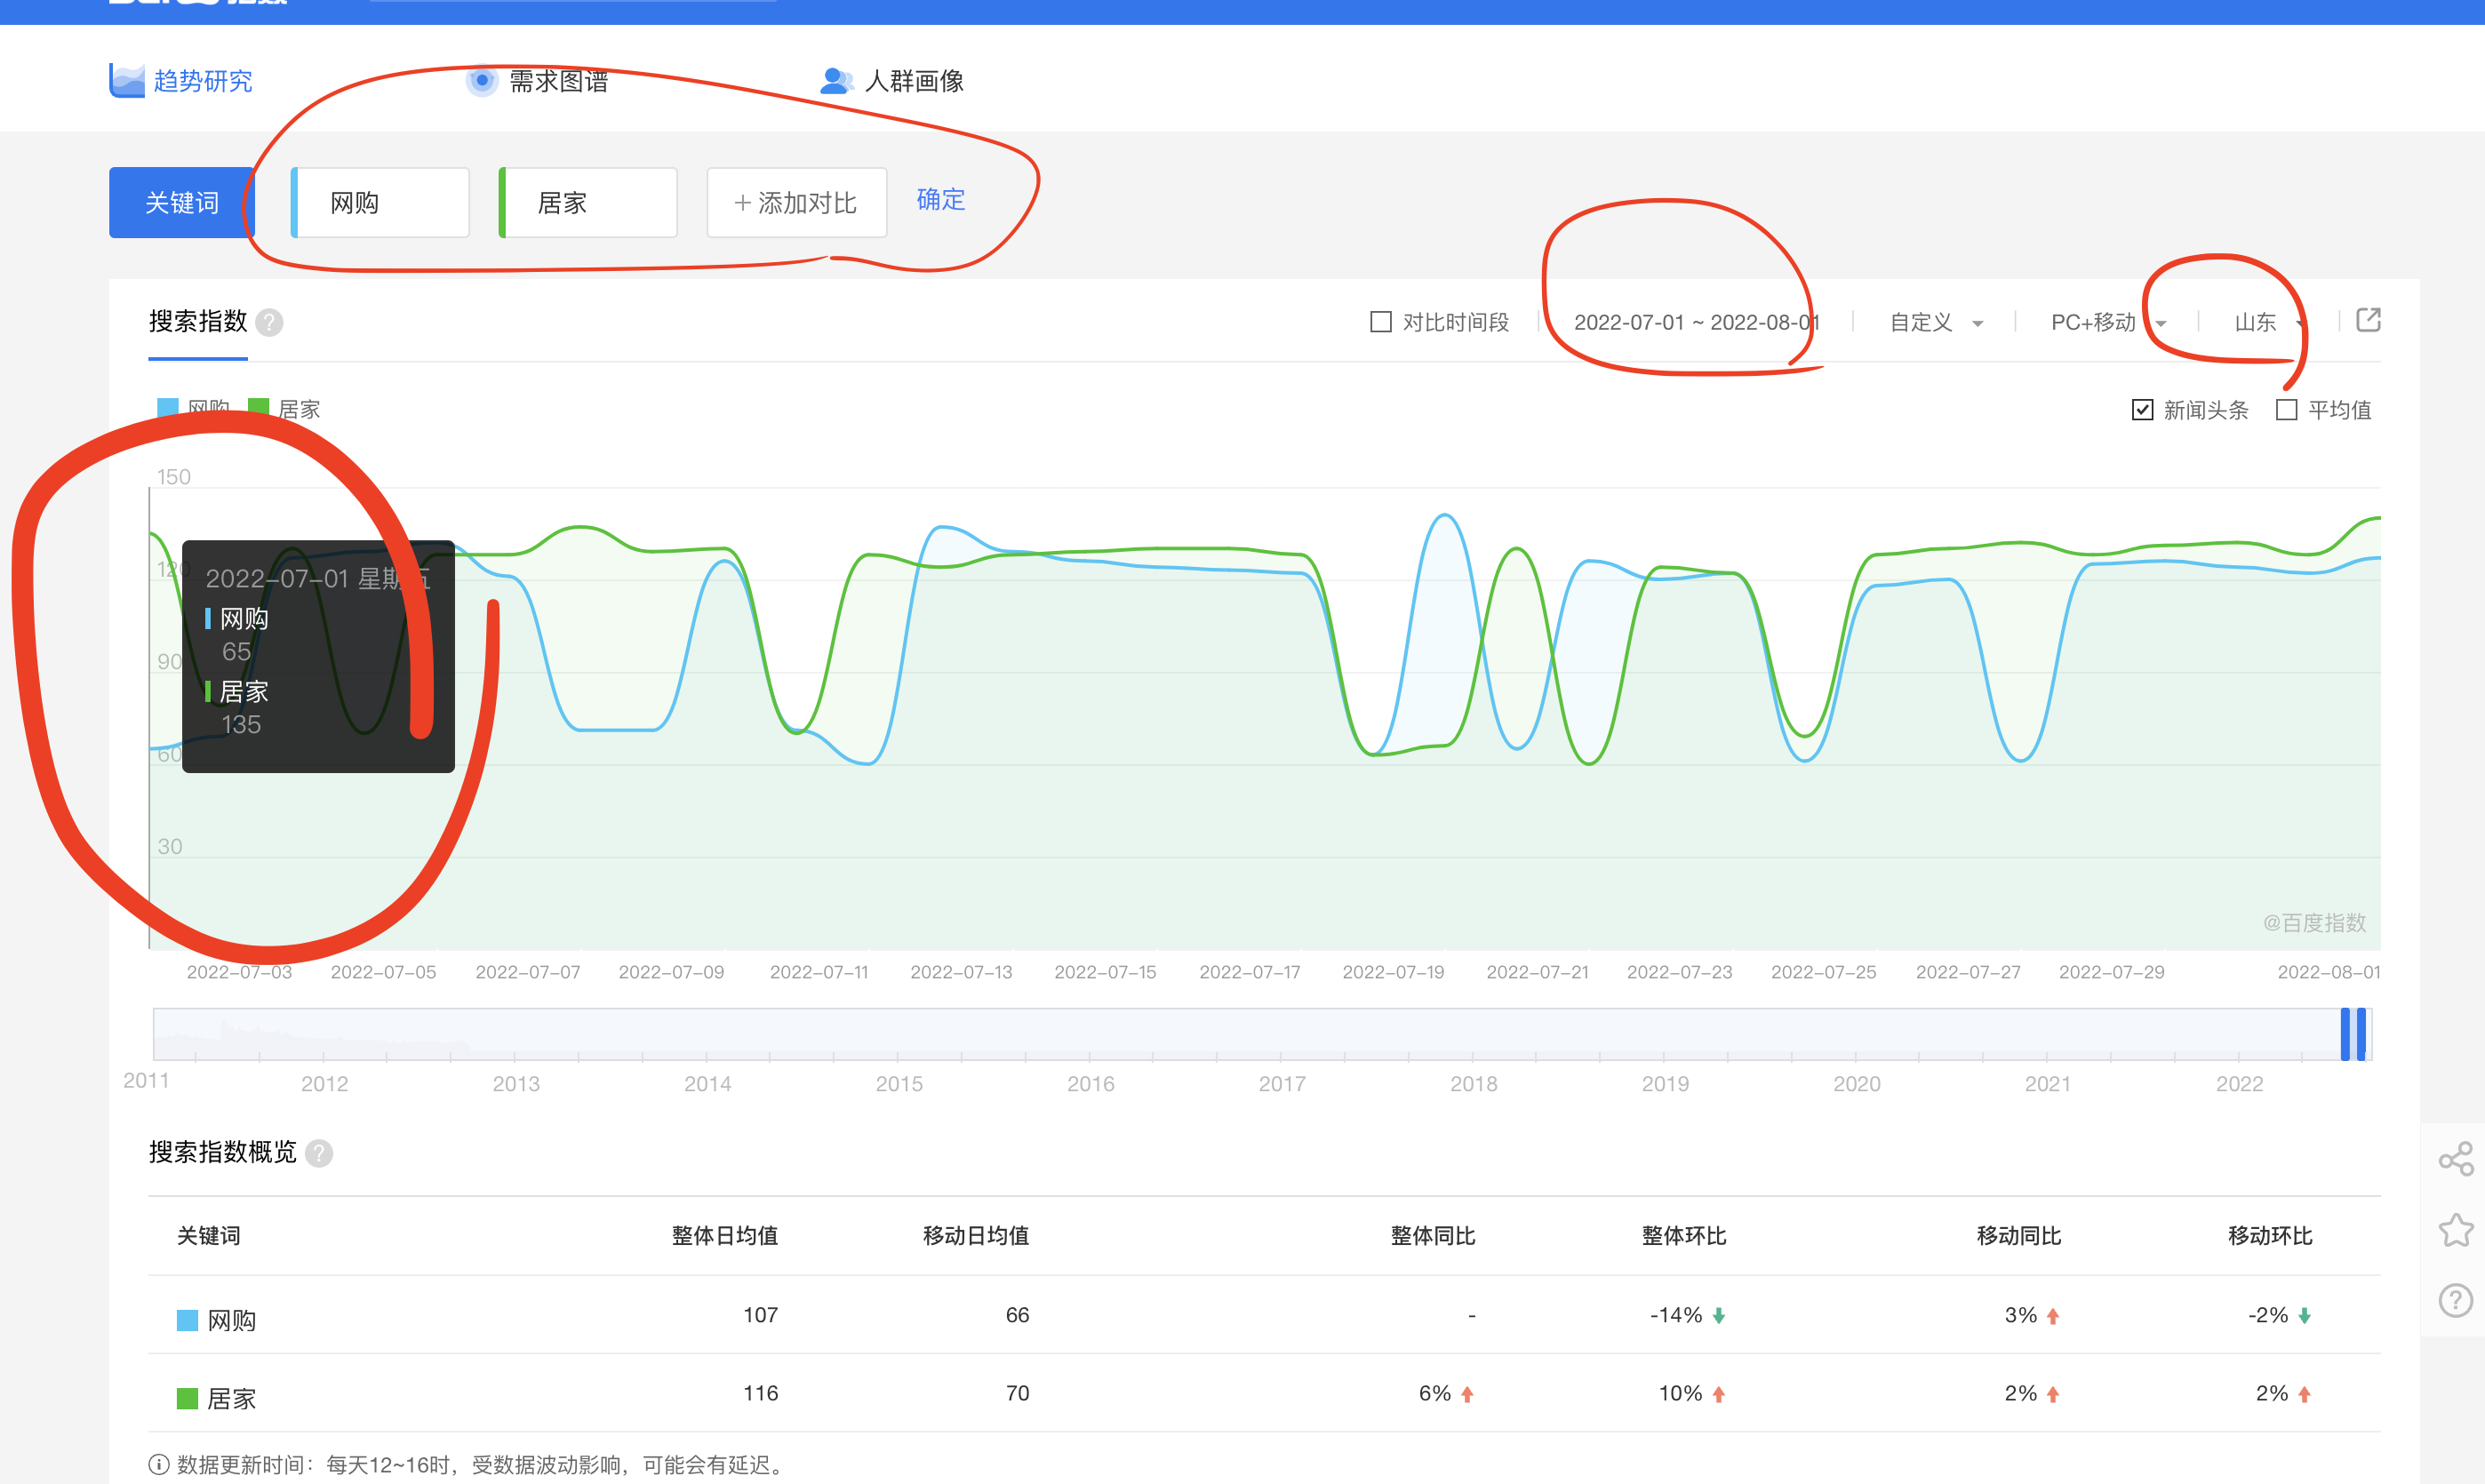 趋势研究 需求图谱 人群画像
关键词 网购 居家 + 添加对比 确定
搜索指数 ? 对比时间段 2022-07-01 ~ 2022-08-01 自定义 PC+移动 山东
网购 居家 新闻头条 平均值
150
120
90
60
30
2022-07-01 星期五
网购
65
居家
135
@百度指数
2022-07-03 2022-07-05 2022-07-07 2022-07-09 2022-07-11 2022-07-13 2022-07-15 2022-07-17 2022-07-19 2022-07-21 2022-07-23 2022-07-25 2022-07-27 2022-07-29 2022-08-01
2011 2012 2013 2014 2015 2016 2017 2018 2019 2020 2021 2022
搜索指数概览 ?
关键词 整体日均值 移动日均值 整体同比 整体环比 移动同比 移动环比
网购 107 66 - -14% 3% -2%
居家 116 70 6% 10% 2% 2%
数据更新时间：每天12~16时，受数据波动影响，可能会有延迟。